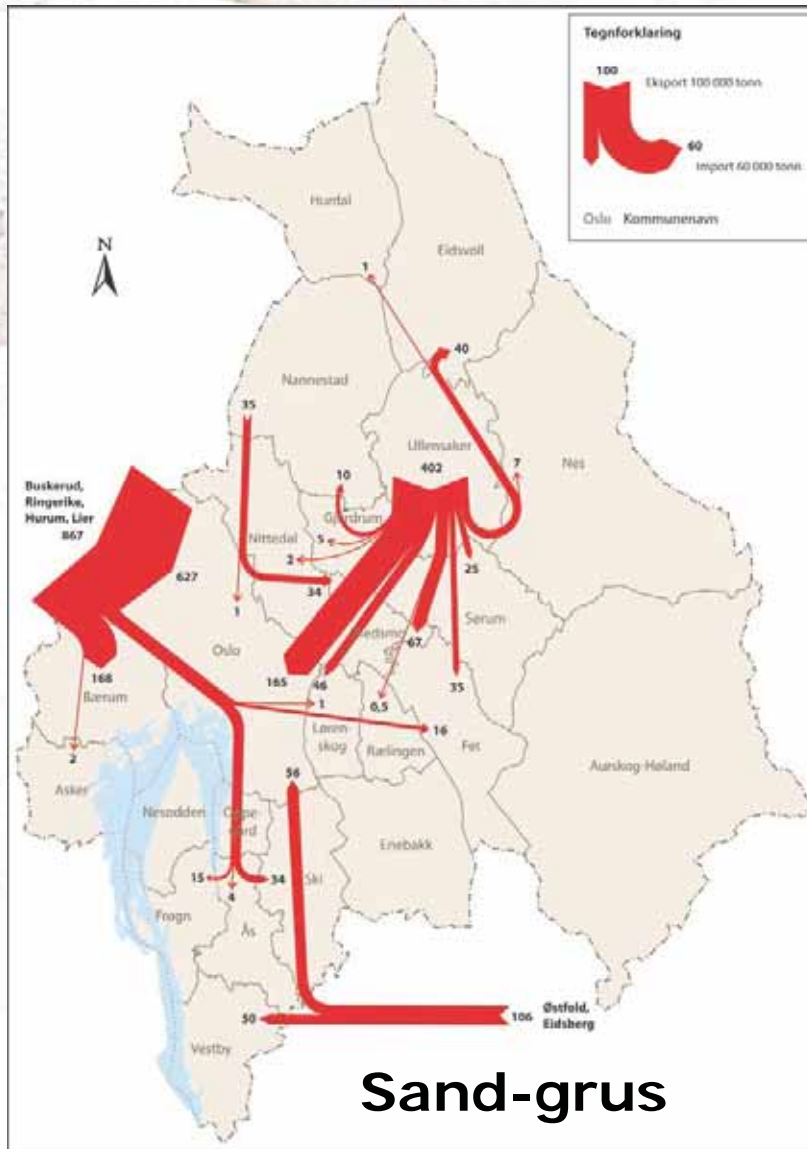 Tegnforklaring
100
Eksport 100 000 tonn
60
Import 60 000 tonn
Oslo Kommunenavn
N
Hurdal
Eidsvoll
1
40
Nannestad
35
Ullensaker
402
7
Nes
10
Buskerud,
Ringerike,
Hurum, Lier
867
Gjerdrum
5
Nittedal
2
627
34
25
1
Sørum
Oslo
67
165
46
35
168
Bærum
1
0,5
16
Løren-
skog
Rælingen
Fet
2
Asker
56
Aurskog-Høland
Nesodden
Enebakk
15
34
4
Ski
Frogn
Ås
50
106
Østfold,
Eidsberg
Vestby
Sand-grus